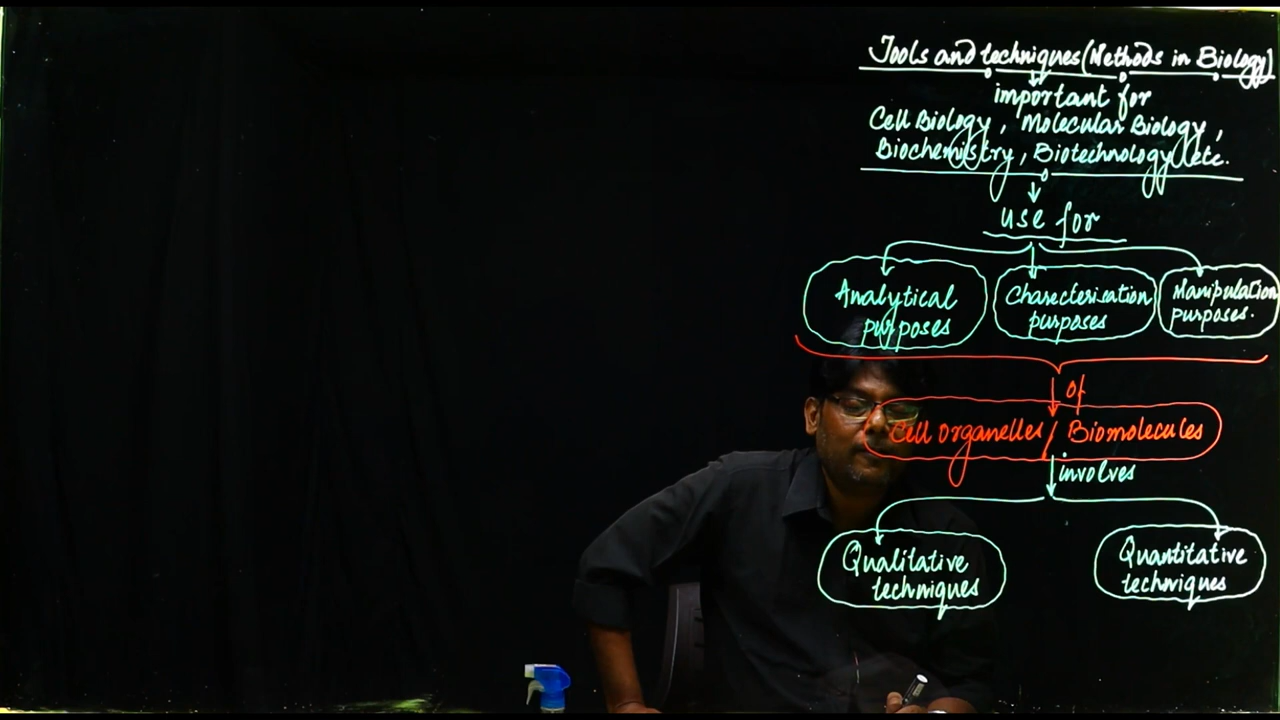 Tools and techniques (Methods in Biology)
important for
Cell Biology, Molecular Biology,
Biochemistry, Biotechnology etc.
use for
Analytical
purposes
Charecterisation
purposes
Manipulation
purposes.
of
Cell organelles / Biomolecules
involves
Qualitative
techniques
Quantitative
techniques